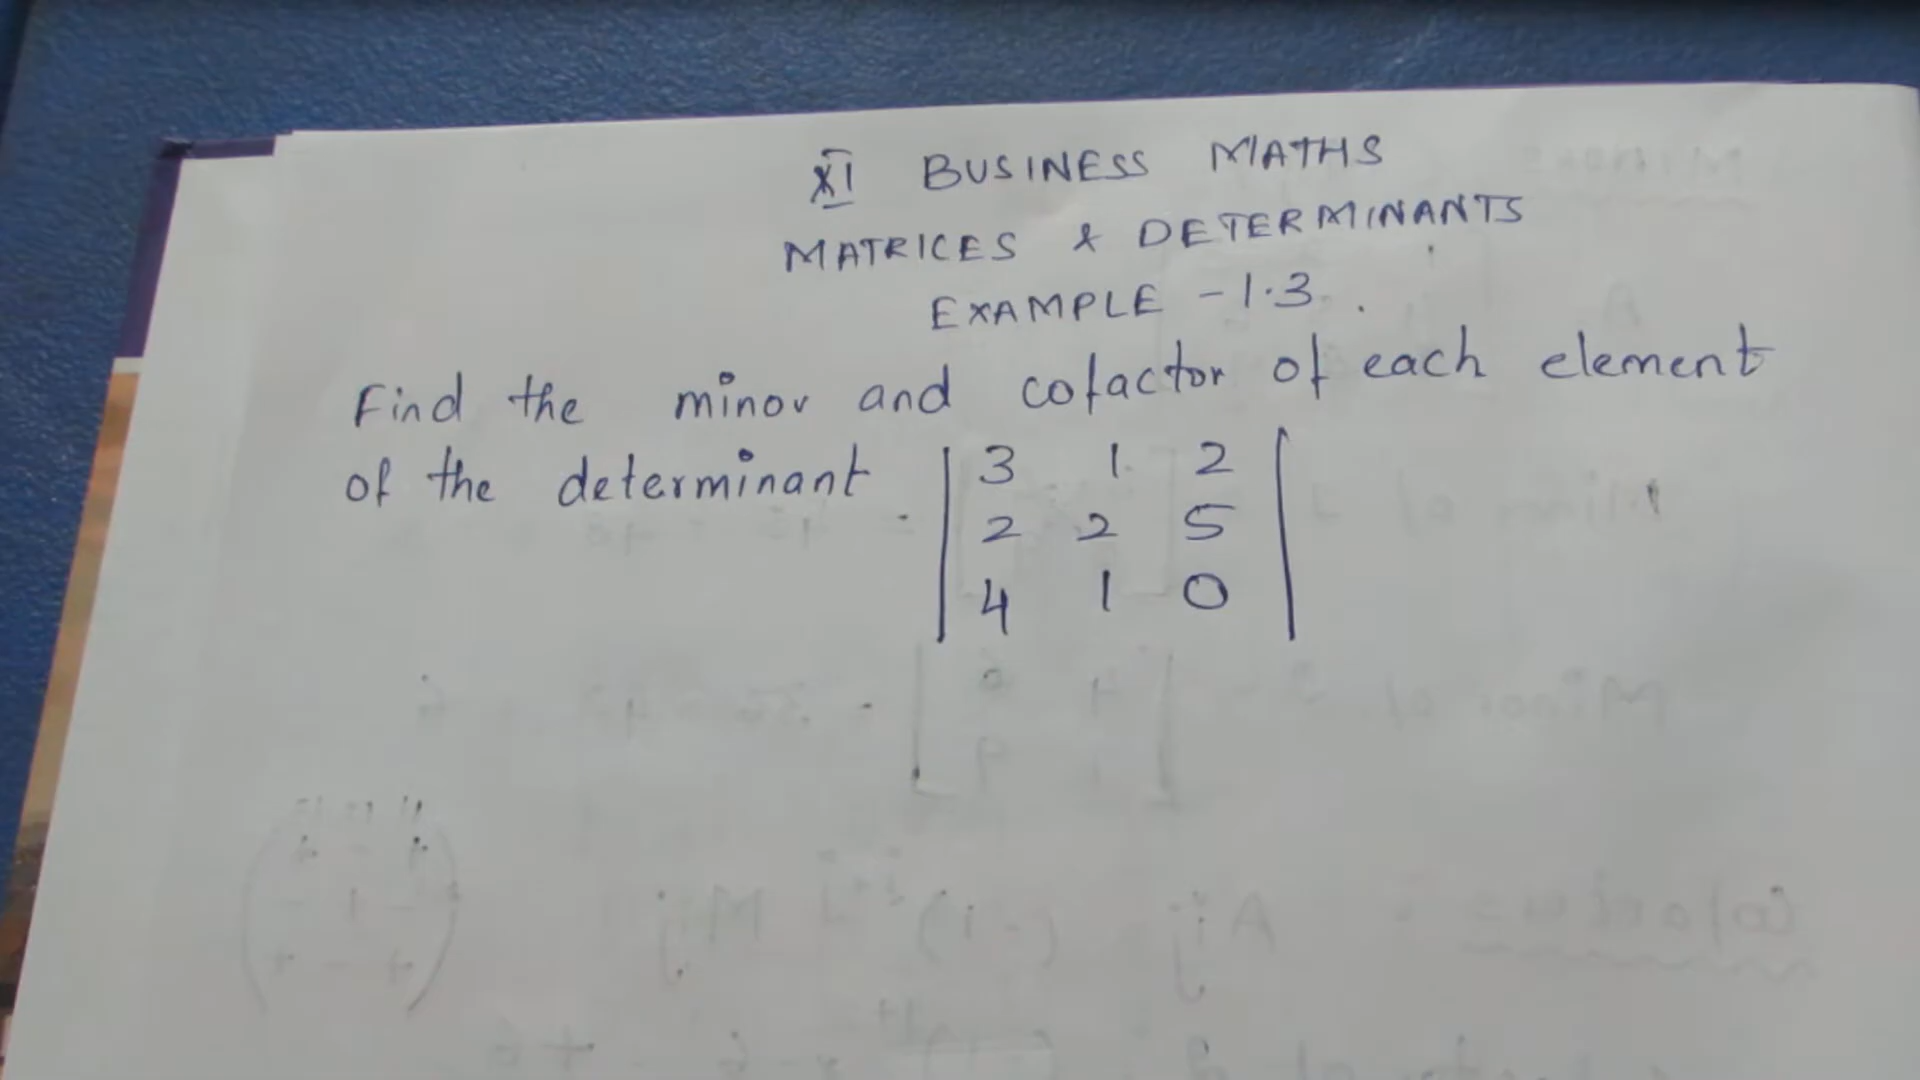 XI BUSINESS MATHS
MATRICES & DETERMINANTS
EXAMPLE - 1.3.
Find the minor and cofactor of each element
of the determinant
3 1 2
2 2 5
4 1 0